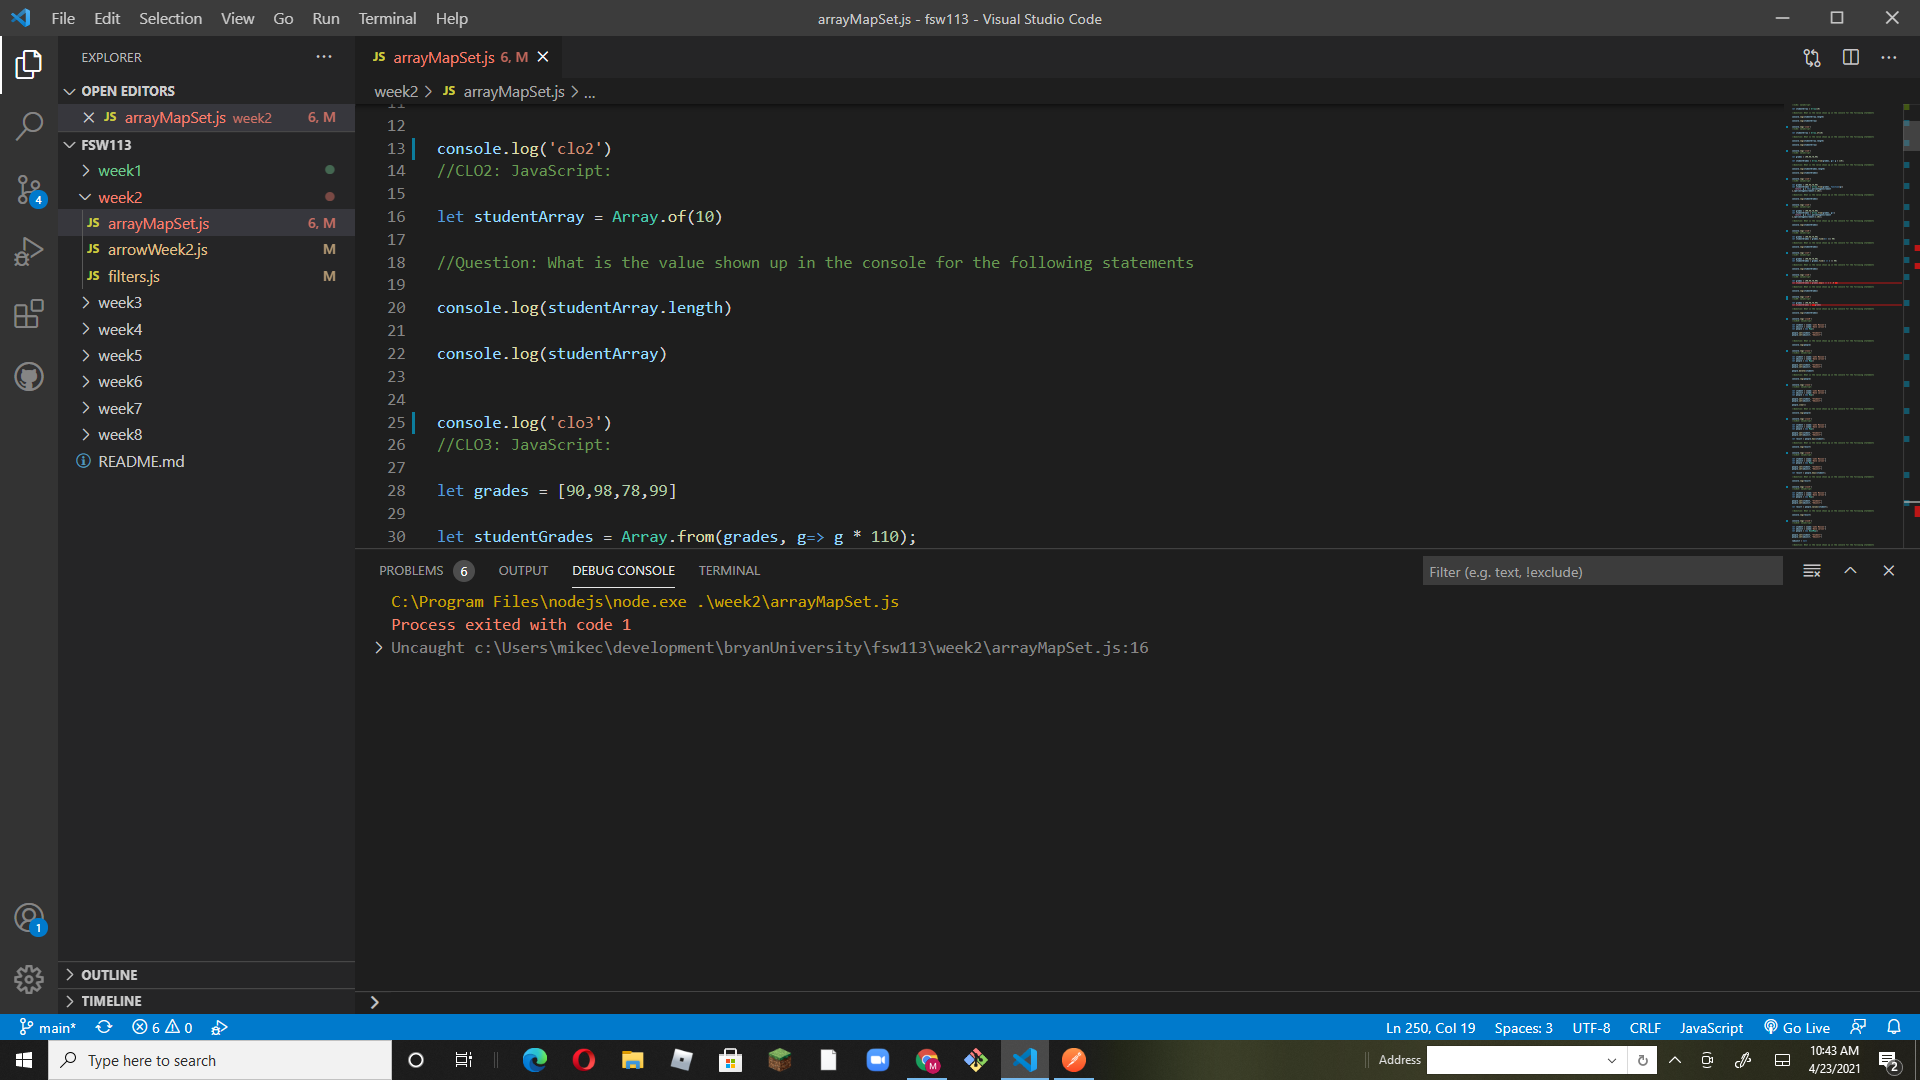 File Edit Selection View Go Run Terminal Help
arrayMapSet.js - fsw113 - Visual Studio Code
EXPLORER
OPEN EDITORS
JS arrayMapSet.js week2 6, M
FSW113
week1
week2
JS arrayMapSet.js 6, M
JS arrowWeek2.js M
JS filters.js M
week3
week4
week5
week6
week7
week8
README.md
OUTLINE
TIMELINE
4
1
JS arrayMapSet.js 6, M
week2 > JS arrayMapSet.js > ...
11
12
13 console.log('clo2')
14 //CLO2: JavaScript:
15
16 let studentArray = Array.of(10)
17
18 //Question: What is the value shown up in the console for the following statements
19
20 console.log(studentArray.length)
21
22 console.log(studentArray)
23
24
25 console.log('clo3')
26 //CLO3: JavaScript:
27
28 let grades = [90,98,78,99]
29
30 let studentGrades = Array.from(grades, g=> g * 110);
PROBLEMS 6 OUTPUT DEBUG CONSOLE TERMINAL
Filter (e.g. text, !exclude)
C:\Program Files\nodejs\node.exe .\week2\arrayMapSet.js
Process exited with code 1
Uncaught c:\Users\mikec\development\bryanUniversity\fsw113\week2\arrayMapSet.js:16
main* 6 0
Ln 250, Col 19 Spaces: 3 UTF-8 CRLF JavaScript Go Live
Type here to search
M
Address
10:43 AM
4/23/2021
2